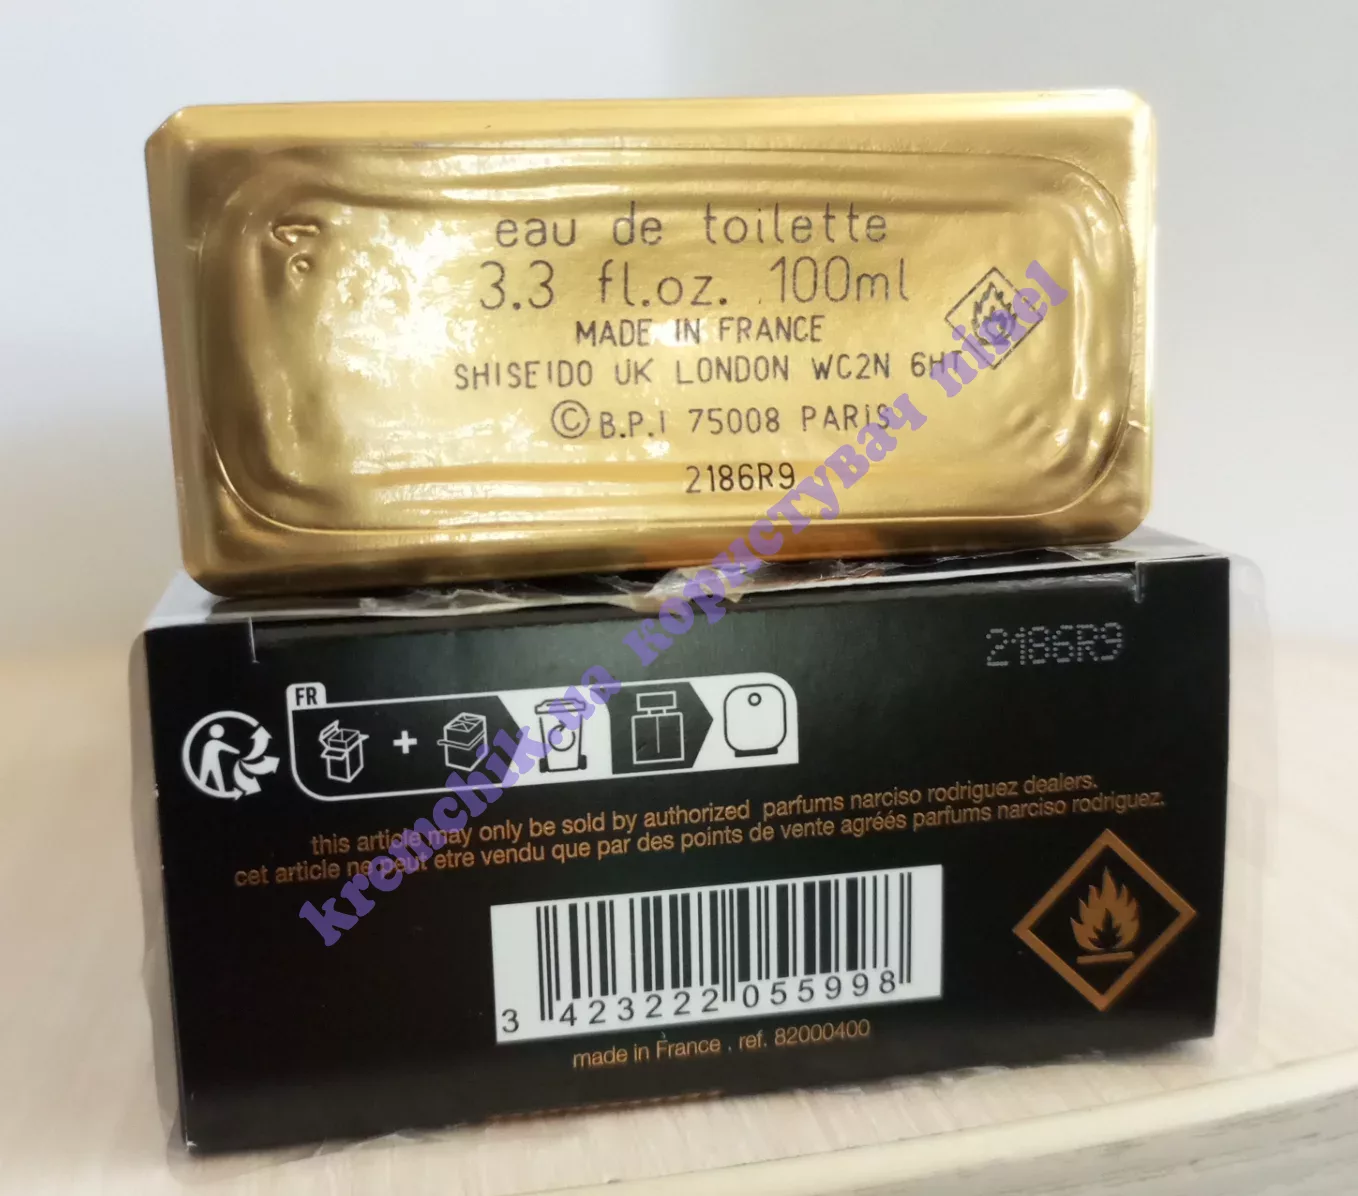 eau de toilette
3.3 fl.oz. 100ml
MADE IN FRANCE
SHISEIDO UK LONDON WC2N 6HT
©B.P.I 75008 PARIS
2186R9
2186R9
FR
this article may only be sold by authorized parfums narciso rodriguez dealers.
cet article ne peut etre vendu que par des points de vente agréés parfums narciso rodriguez.
3 423222 055998
made in France . ref. 82000400
kremchik.ua користувач ninel